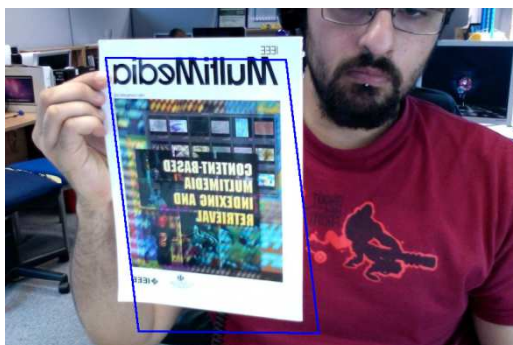 IEEE
MultiMedia
CONTENT-BASED
MULTIMEDIA
INDEXING AND
RETRIEVAL
IEEE